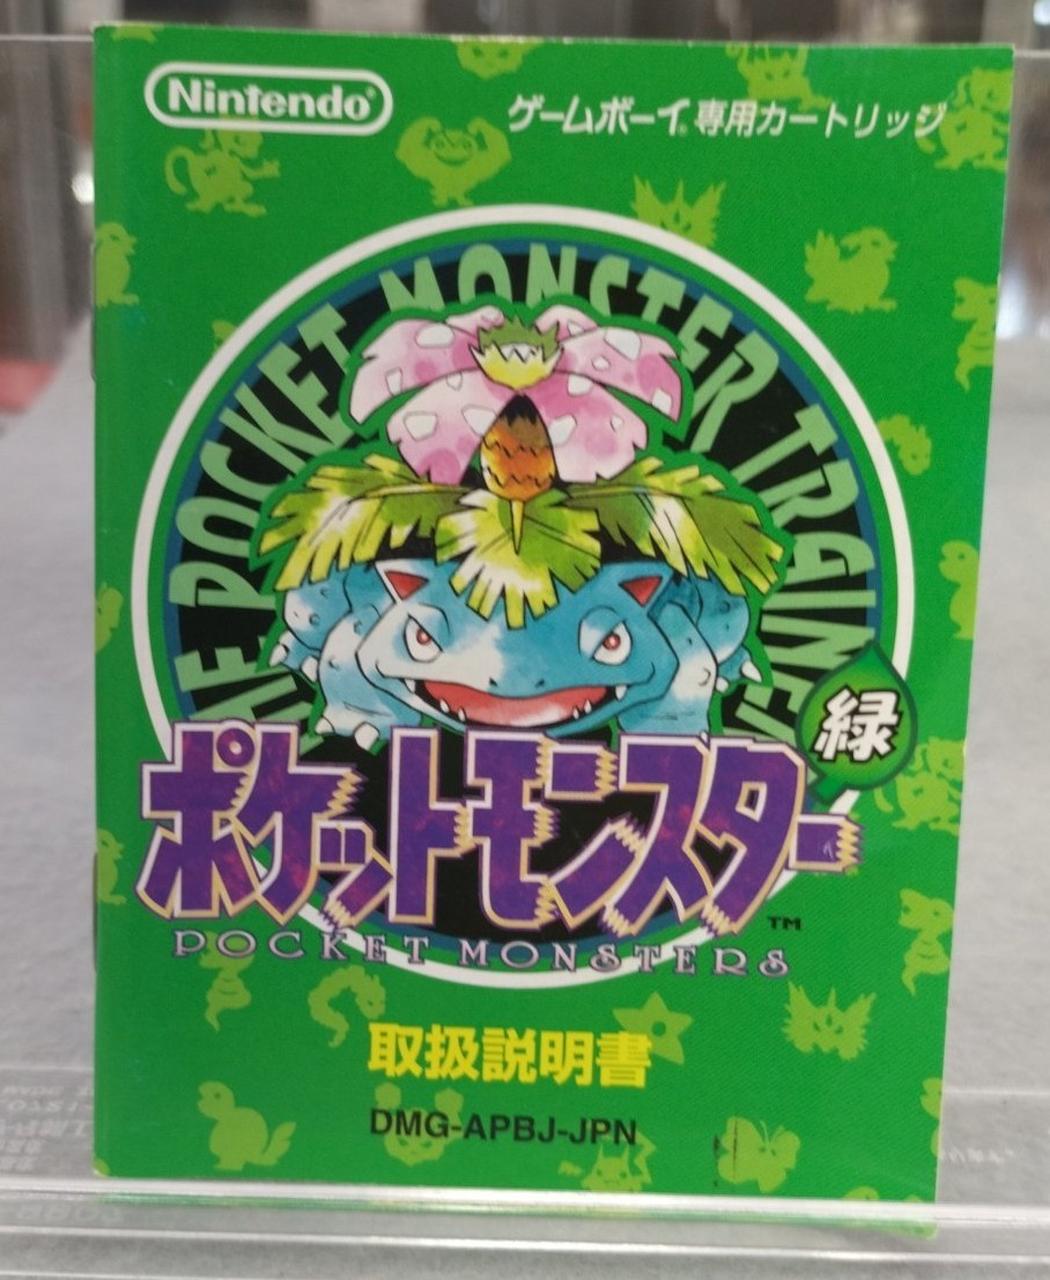 Nintendo®
ゲームボーイ®専用カートリッジ
THE POCKET MONSTER TRAINER
緑
ポケットモンスター
TM
POCKET MONSTERS
取扱説明書
DMG-APBJ-JPN